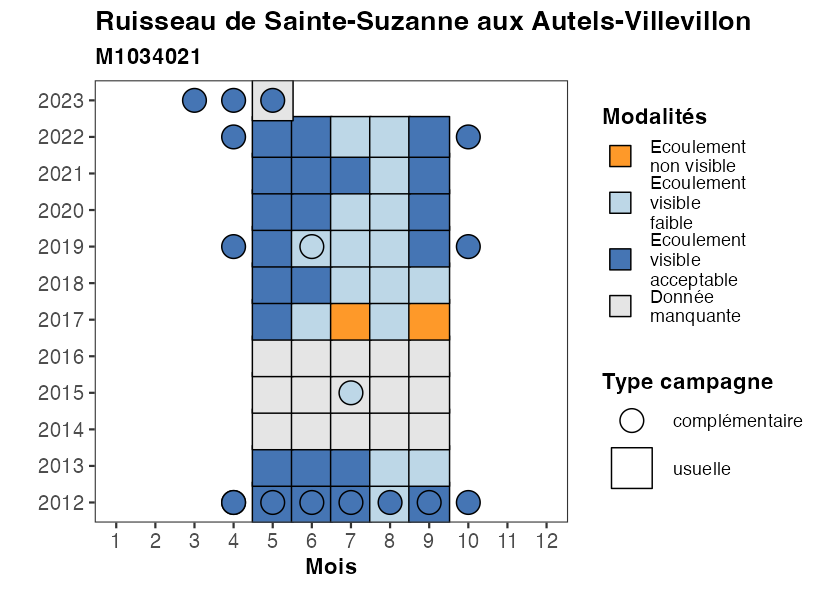 Ruisseau de Sainte-Suzanne aux Autels-Villevillon
M1034021
2023
2022
2021
2020
2019
2018
2017
2016
2015
2014
2013
2012
1 2 3 4 5 6 7 8 9 10 11 12
Mois
Modalités
Ecoulement
non visible
Ecoulement
visible
faible
Ecoulement
visible
acceptable
Donnée
manquante
Type campagne
complémentaire
usuelle